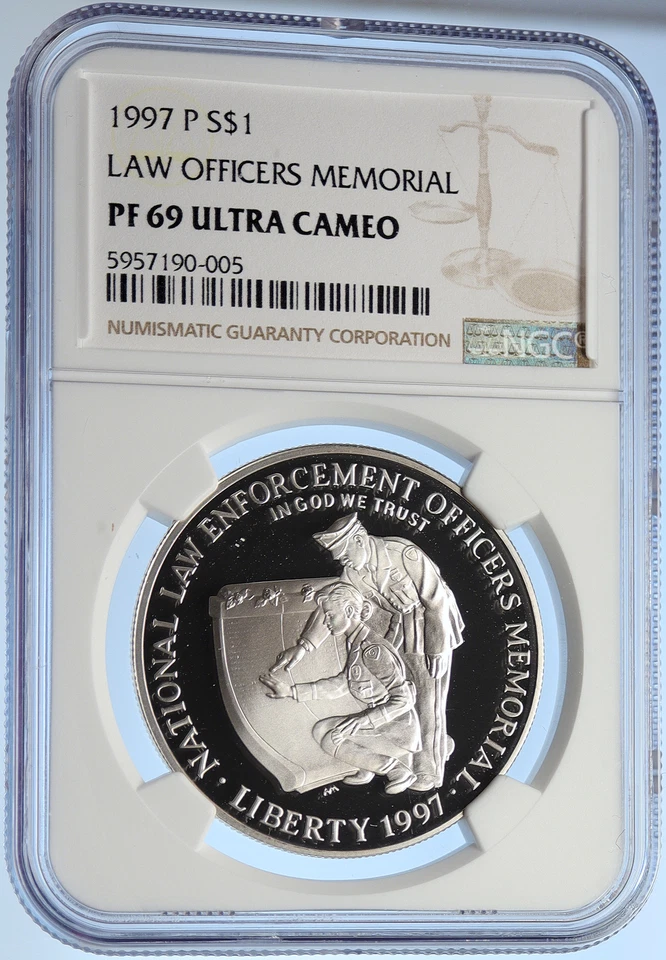 1997 P S$1
LAW OFFICERS MEMORIAL
PF 69 ULTRA CAMEO
5957190-005
NUMISMATIC GUARANTY CORPORATION
NGC®
NATIONAL LAW ENFORCEMENT OFFICERS MEMORIAL
IN GOD WE TRUST
· LIBERTY 1997 ·